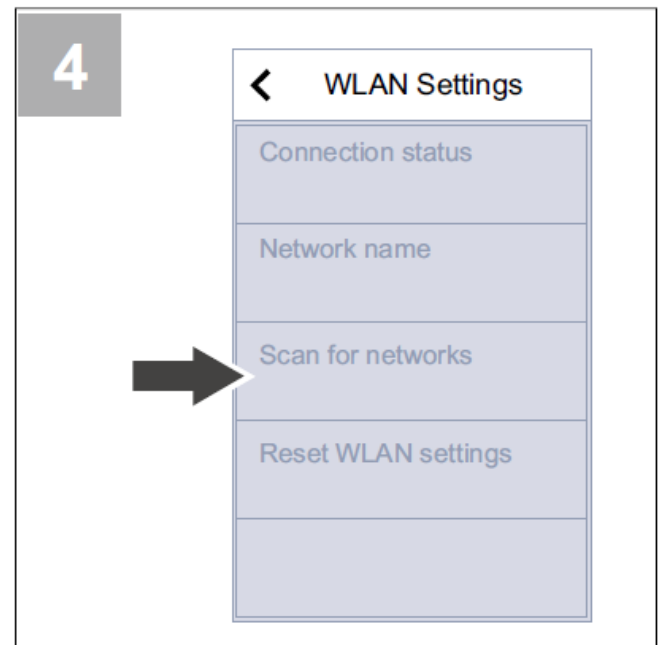 4
WLAN Settings
Connection status
Network name
Scan for networks
Reset WLAN settings